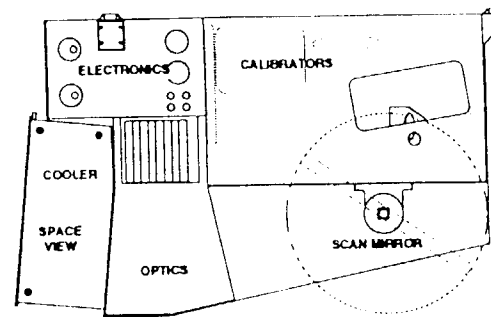 ELECTRONICS
CALIBRATORS
COOLER
SPACE
VIEW
OPTICS
SCAN MIRROR